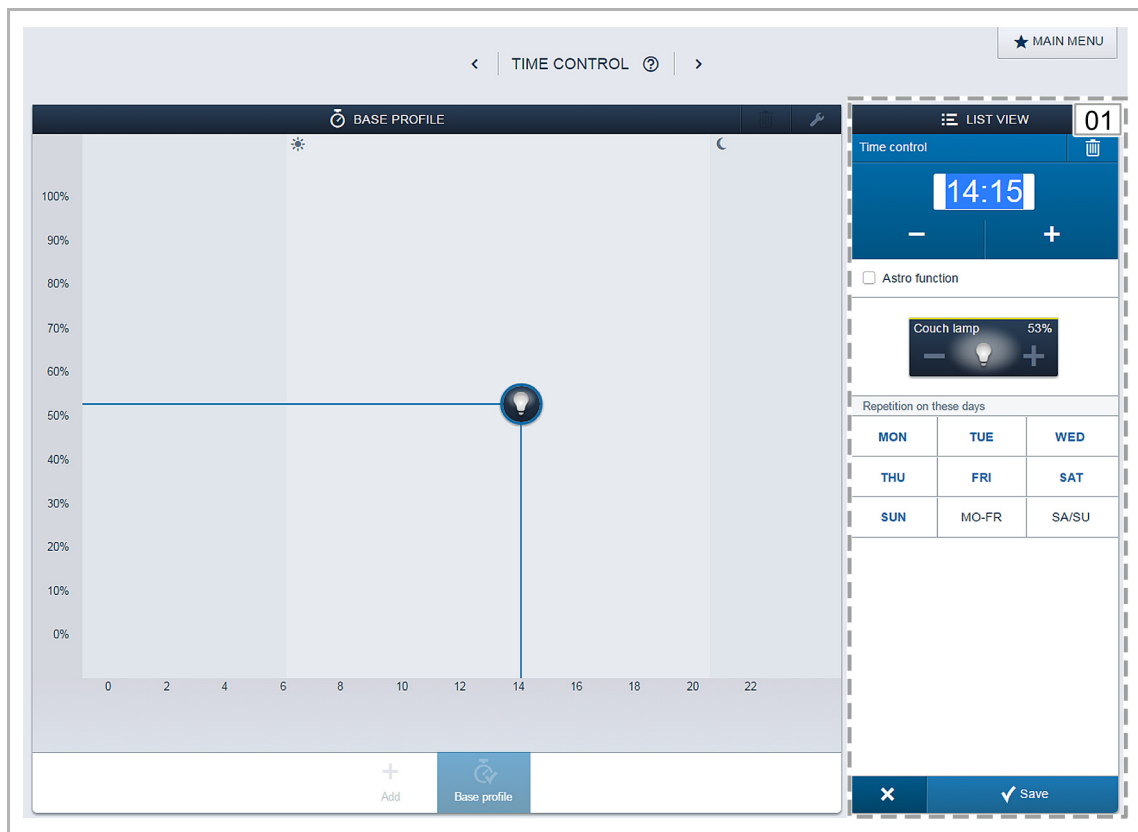 MAIN MENU
TIME CONTROL
BASE PROFILE
LIST VIEW
01
Time control
14:15
Astro function
Couch lamp 53%
Repetition on these days
MON TUE WED
THU FRI SAT
SUN MO-FR SA/SU
100%
90%
80%
70%
60%
50%
40%
30%
20%
10%
0%
0 2 4 6 8 10 12 14 16 18 20 22
Add
Base profile
Save